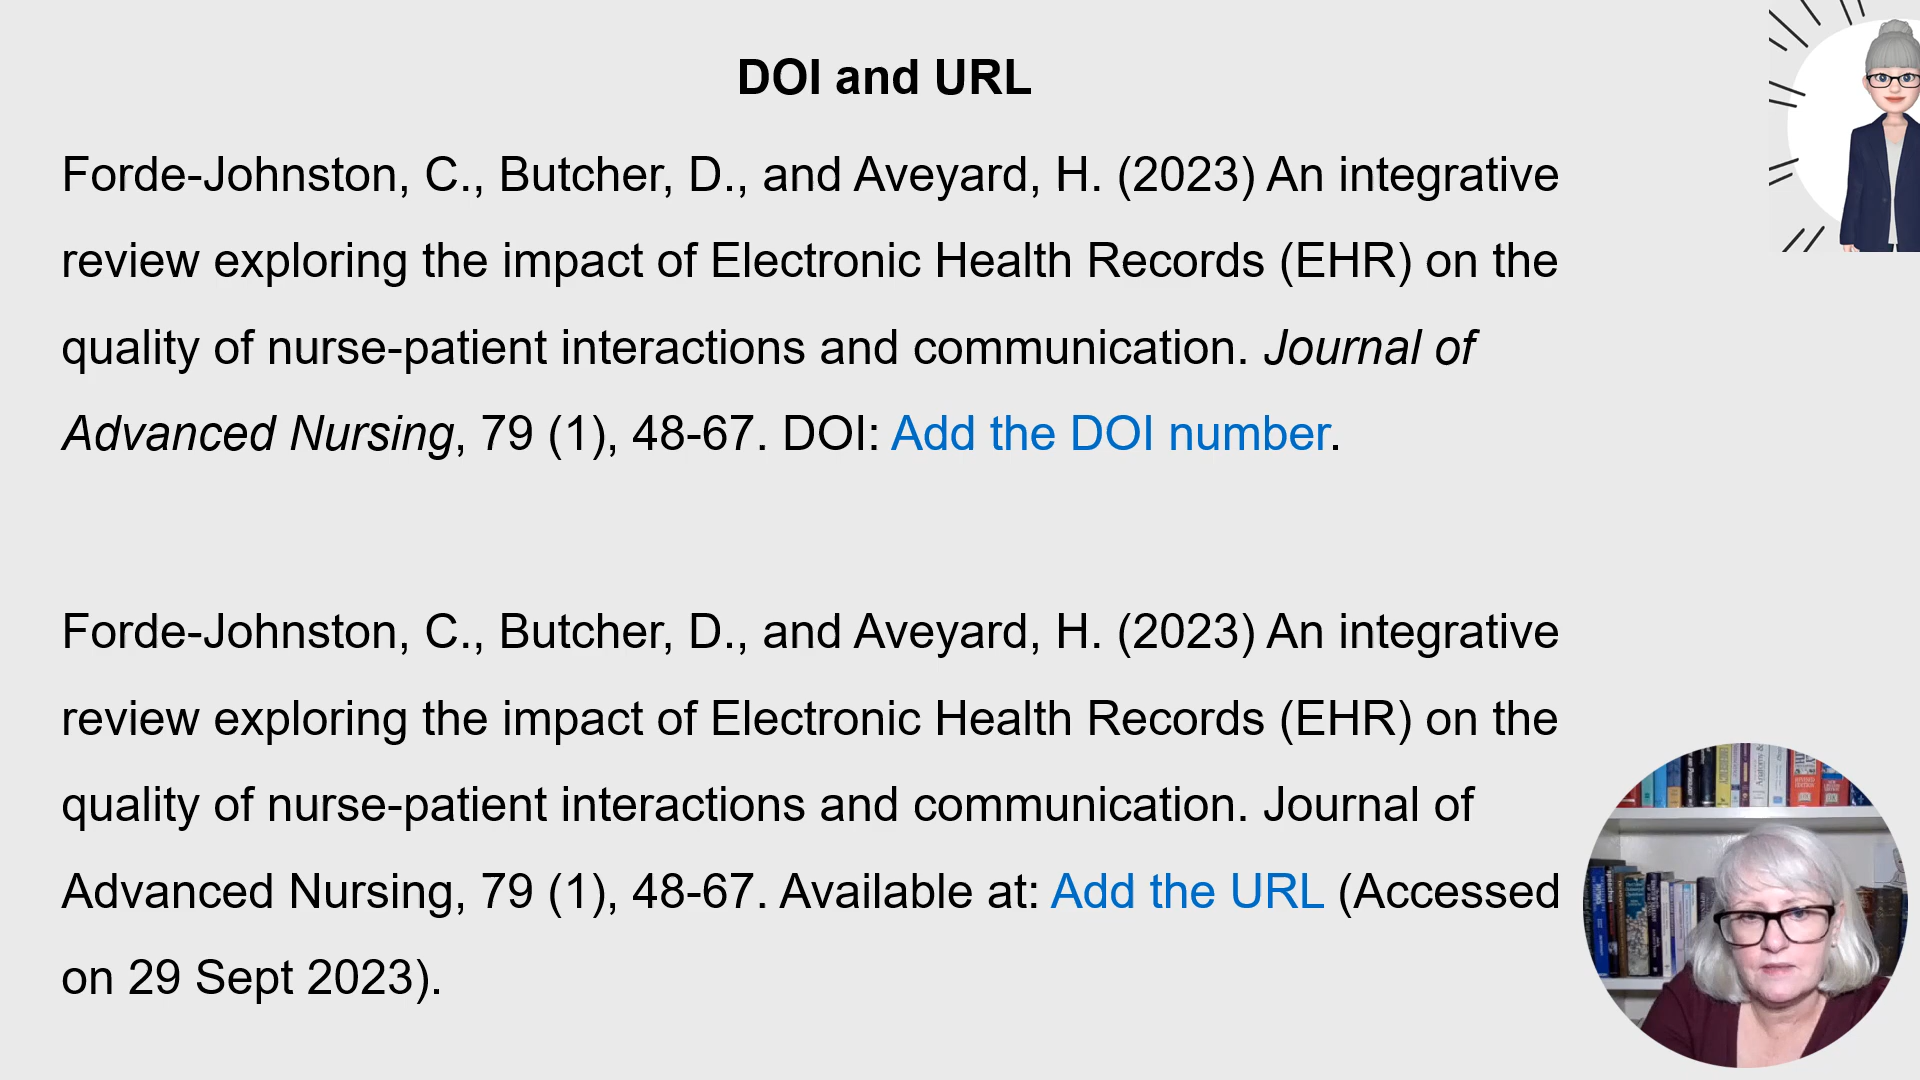 DOI and URL
Forde-Johnston, C., Butcher, D., and Aveyard, H. (2023) An integrative
review exploring the impact of Electronic Health Records (EHR) on the
quality of nurse-patient interactions and communication. Journal of
Advanced Nursing, 79 (1), 48-67. DOI: Add the DOI number.
Forde-Johnston, C., Butcher, D., and Aveyard, H. (2023) An integrative
review exploring the impact of Electronic Health Records (EHR) on the
quality of nurse-patient interactions and communication. Journal of
Advanced Nursing, 79 (1), 48-67. Available at: Add the URL (Accessed
on 29 Sept 2023).